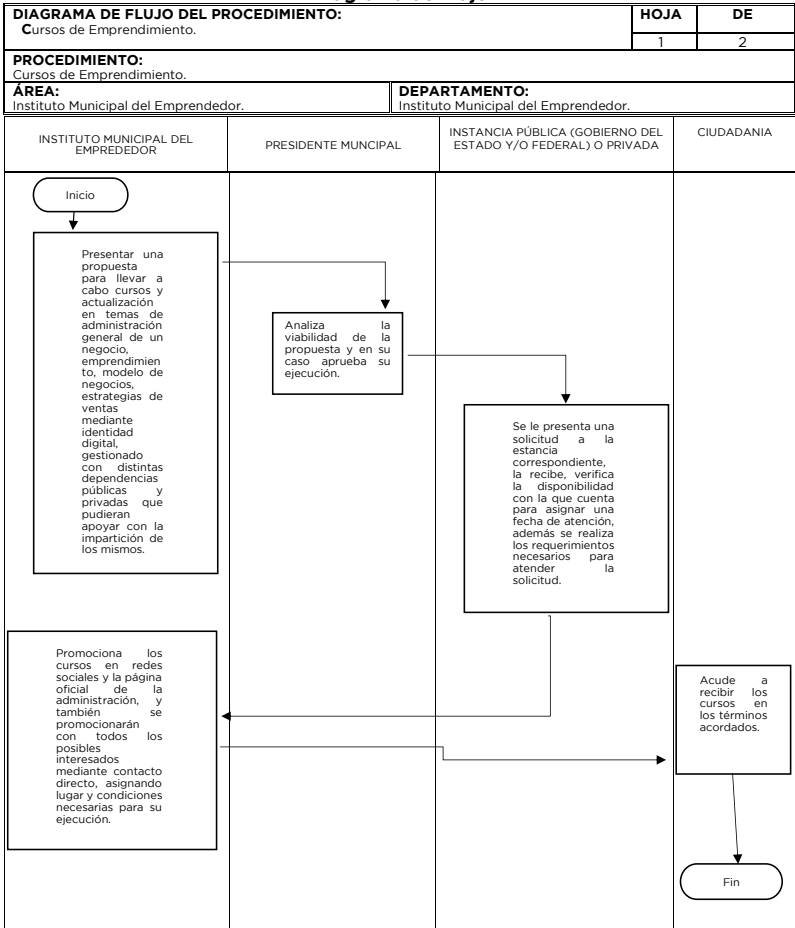 DIAGRAMA DE FLUJO DEL PROCEDIMIENTO:
Cursos de Emprendimiento.
HOJA
DE
1
2
PROCEDIMIENTO:
Cursos de Emprendimiento.
ÁREA:
Instituto Municipal del Emprendedor.
DEPARTAMENTO:
Instituto Municipal del Emprendedor.
INSTITUTO MUNICIPAL DEL
EMPREDEDOR
PRESIDENTE MUNCIPAL
INSTANCIA PÚBLICA (GOBIERNO DEL
ESTADO Y/O FEDERAL) O PRIVADA
CIUDADANIA
Inicio
Presentar una
propuesta
para llevar a
cabo cursos y
actualización
en temas de
administración
general de un
negocio,
emprendimien
to, modelo de
negocios,
estrategias de
ventas
mediante
identidad
digital,
gestionado
con distintas
dependencias
públicas y
privadas que
pudieran
apoyar con la
impartición de
los mismos.
Analiza la
viabilidad de la
propuesta y en su
caso aprueba su
ejecución.
Se le presenta una
solicitud a la
estancia
correspondiente,
la recibe, verifica
la disponibilidad
con la que cuenta
para asignar una
fecha de atención,
además se realiza
los requerimientos
necesarios para
atender la
solicitud.
Promociona los
cursos en redes
sociales y la página
oficial de la
administración, y
también se
promocionarán
con todos los
posibles
interesados
mediante contacto
directo, asignando
lugar y condiciones
necesarias para su
ejecución.
Acude a
recibir los
cursos en
los términos
acordados.
Fin